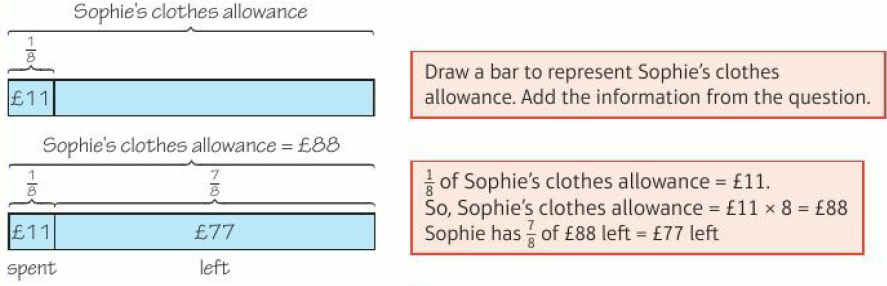 Sophie's clothes allowance
1/8
£11
Draw a bar to represent Sophie's clothes
allowance. Add the information from the question.
Sophie's clothes allowance = £88
1/8 7/8
£11 £77
spent left
1/8 of Sophie's clothes allowance = £11.
So, Sophie's clothes allowance = £11 × 8 = £88
Sophie has 7/8 of £88 left = £77 left